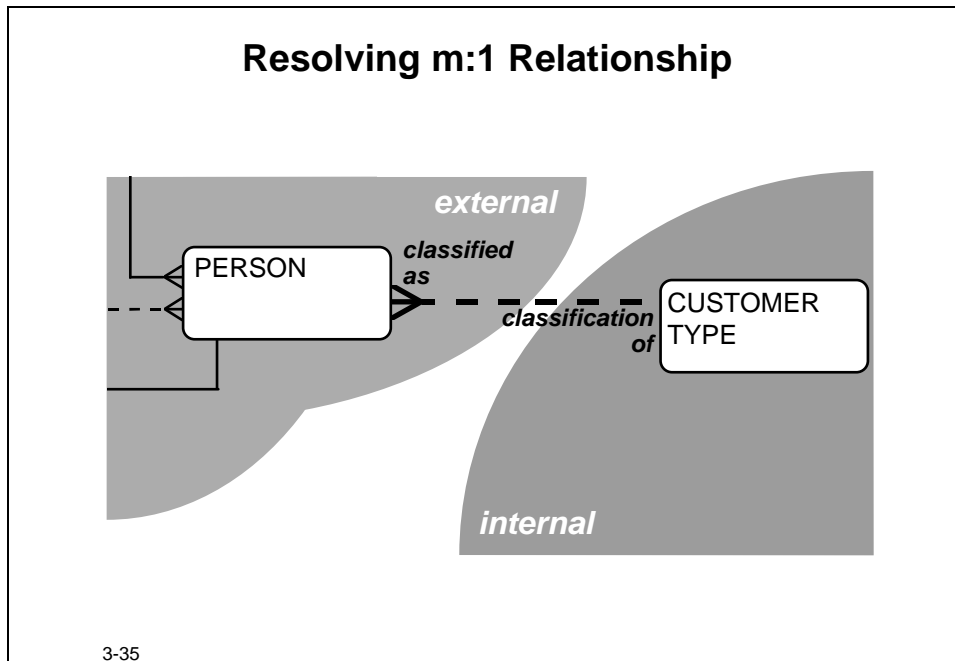 Resolving m:1 Relationship
external
classified
as
PERSON
CUSTOMER
TYPE
classification
of
internal
3-35